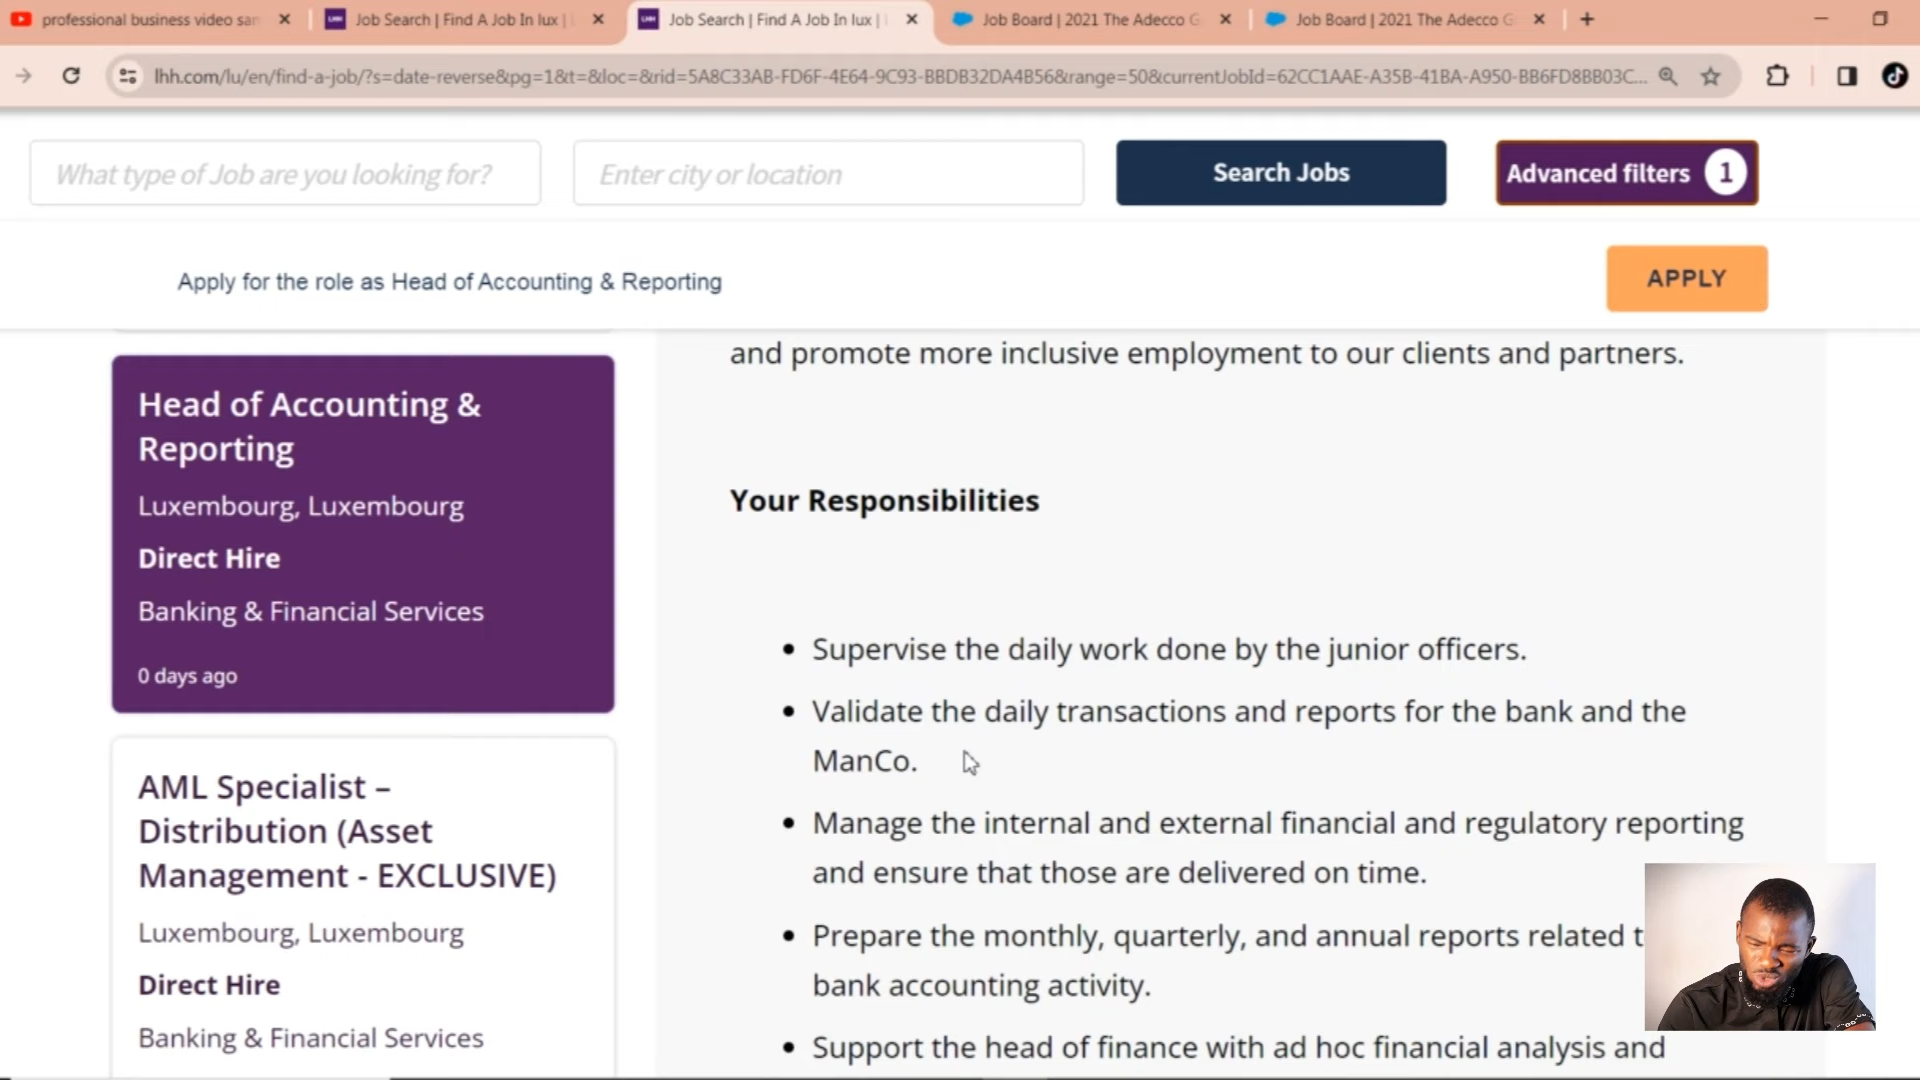 professional business video sar
Job Search | Find A Job In lux |
Job Search | Find A Job In lux |
Job Board | 2021 The Adecco G
Job Board | 2021 The Adecco G
lhh.com/lu/en/find-a-job/?s=date-reverse&pg=1&t=&loc=&rid=5A8C33AB-FD6F-4E64-9C93-BBDB32DA4B56&range=50&currentJobId=62CC1AAE-A35B-41BA-A950-BB6FD8BB03C...
What type of Job are you looking for?
Enter city or location
Search Jobs
Advanced filters 1
Apply for the role as Head of Accounting & Reporting
APPLY
Head of Accounting &
Reporting
Luxembourg, Luxembourg
Direct Hire
Banking & Financial Services
0 days ago
AML Specialist –
Distribution (Asset
Management - EXCLUSIVE)
Luxembourg, Luxembourg
Direct Hire
Banking & Financial Services
and promote more inclusive employment to our clients and partners.
Your Responsibilities
• Supervise the daily work done by the junior officers.
• Validate the daily transactions and reports for the bank and the
ManCo.
• Manage the internal and external financial and regulatory reporting
and ensure that those are delivered on time.
• Prepare the monthly, quarterly, and annual reports related t
bank accounting activity.
• Support the head of finance with ad hoc financial analysis and